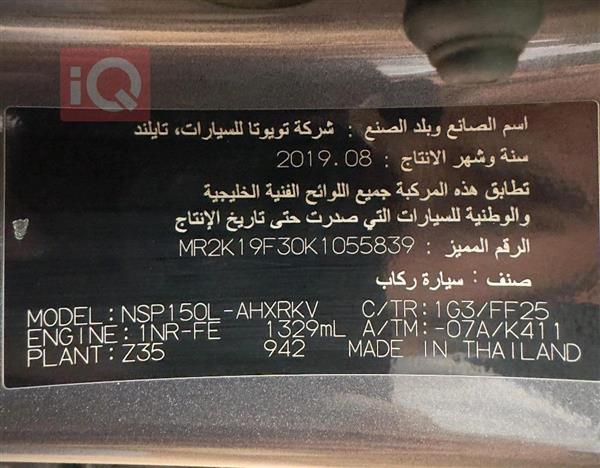 iQ
اسم الصانع وبلد الصنع : شركة تويوتا للسيارات، تايلند
سنة وشهر الانتاج : 2019.08
تطابق هذه المركبة جميع اللوائح الفنية الخليجية
والوطنية للسيارات التي صدرت حتى تاريخ الإنتاج
الرقم المميز : MR2K19F30K1055839
صنف : سيارة ركاب
MODEL:NSP150L-AHXRKV C/TR:1G3/FF25
ENGINE:1NR-FE 1329mL A/TM:-07A/K411
PLANT:Z35 942 MADE IN THAILAND